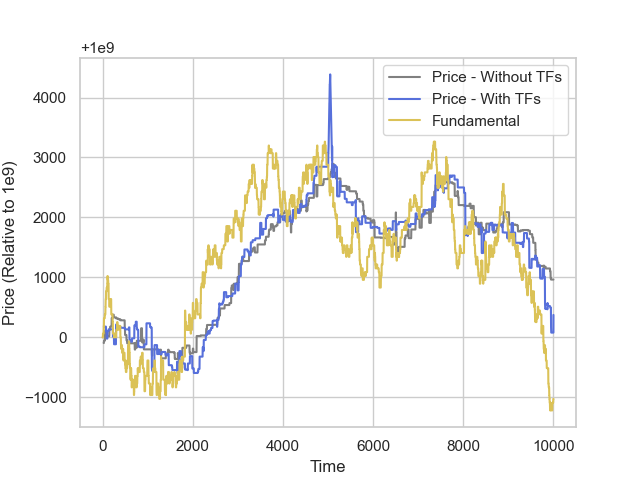 +1e9
Price - Without TFs
Price - With TFs
Fundamental
4000
3000
2000
1000
0
−1000
Price (Relative to 1e9)
0 2000 4000 6000 8000 10000
Time